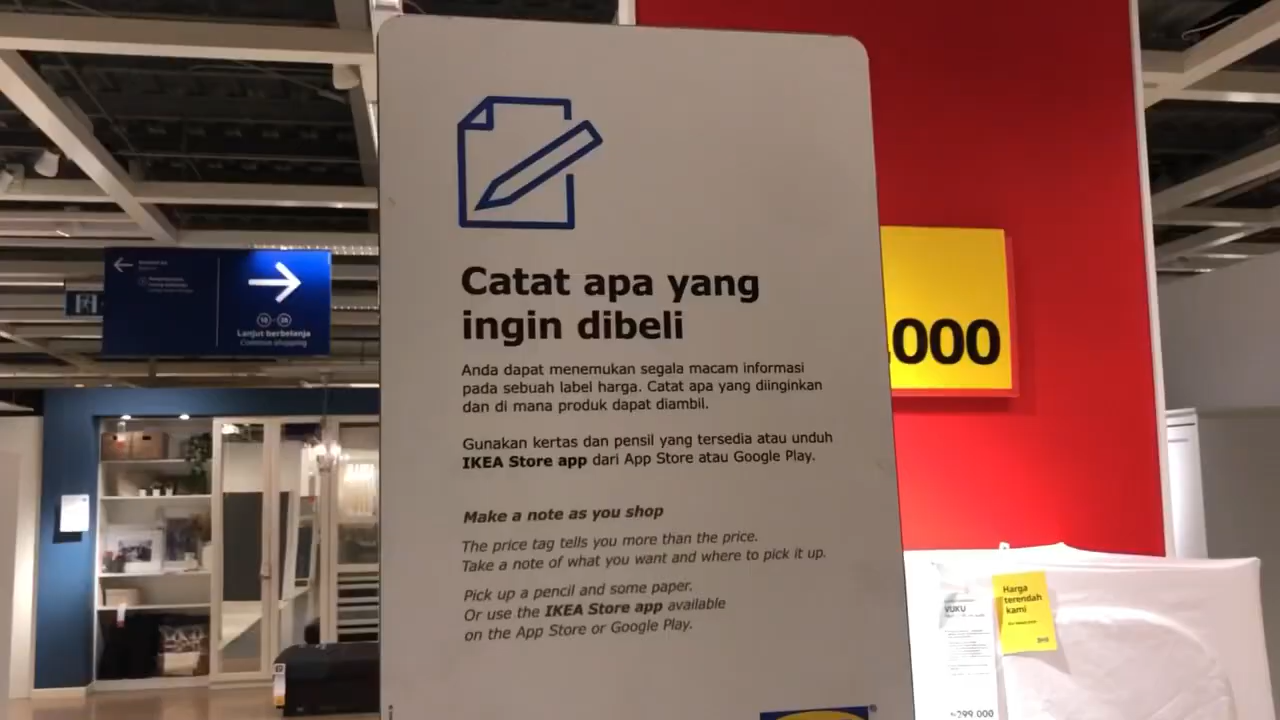 Catat apa yang
ingin dibeli
Anda dapat menemukan segala macam informasi
pada sebuah label harga. Catat apa yang diinginkan
dan di mana produk dapat diambil.
Gunakan kertas dan pensil yang tersedia atau unduh
IKEA Store app dari App Store atau Google Play.
Make a note as you shop
The price tag tells you more than the price.
Take a note of what you want and where to pick it up.
Pick up a pencil and some paper.
Or use the IKEA Store app available
on the App Store or Google Play.
Lanjut berbelanja
Continue shopping
.000
VUKU
299.000
Harga
terendah
kami